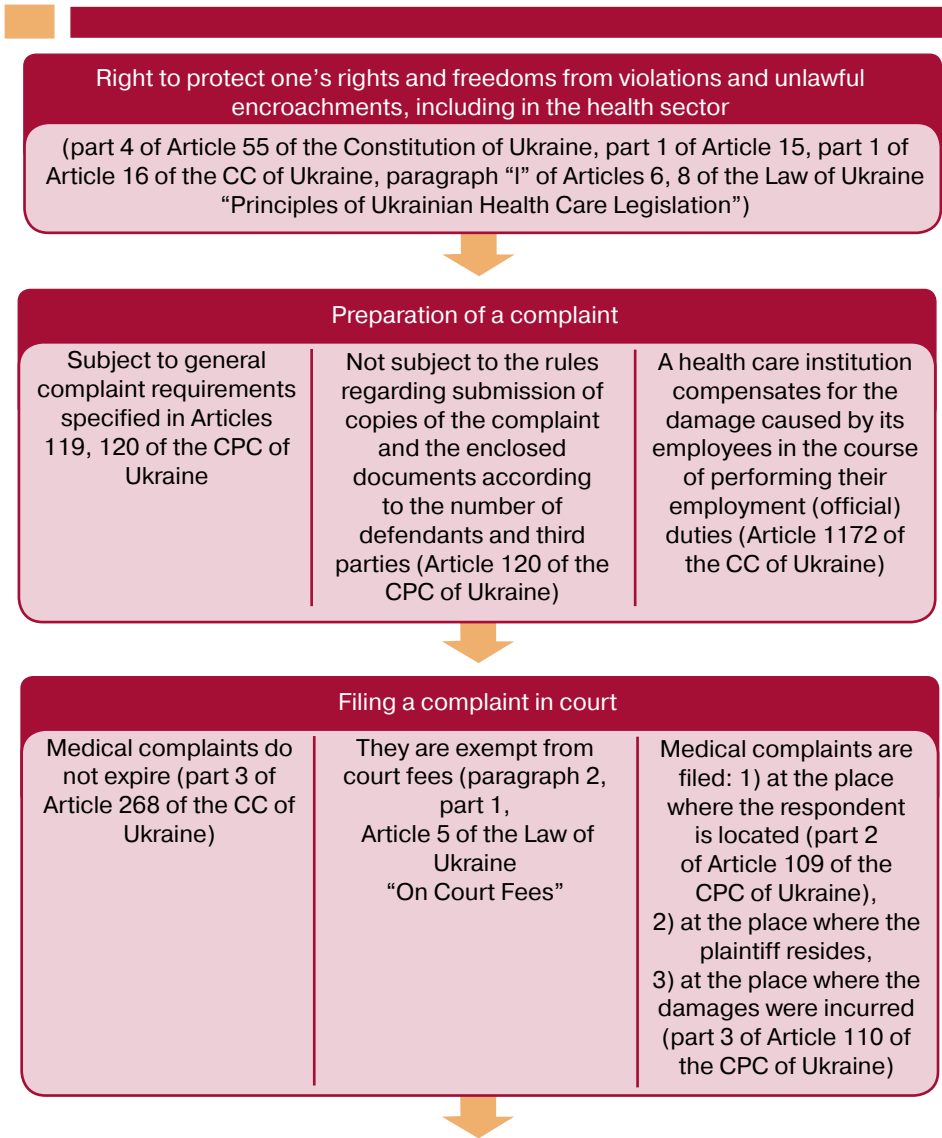 Right to protect one’s rights and freedoms from violations and unlawful
encroachments, including in the health sector
(part 4 of Article 55 of the Constitution of Ukraine, part 1 of Article 15, part 1 of
Article 16 of the CC of Ukraine, paragraph “I” of Articles 6, 8 of the Law of Ukraine
“Principles of Ukrainian Health Care Legislation”)
Preparation of a complaint
Subject to general
complaint requirements
specified in Articles
119, 120 of the CPC of
Ukraine
Not subject to the rules
regarding submission of
copies of the complaint
and the enclosed
documents according
to the number of
defendants and third
parties (Article 120 of the
CPC of Ukraine)
A health care institution
compensates for the
damage caused by its
employees in the course
of performing their
employment (official)
duties (Article 1172 of
the CC of Ukraine)
Filing a complaint in court
Medical complaints do
not expire (part 3 of
Article 268 of the CC of
Ukraine)
They are exempt from
court fees (paragraph 2,
part 1,
Article 5 of the Law of
Ukraine
“On Court Fees”
Medical complaints are
filed: 1) at the place
where the respondent
is located (part 2
of Article 109 of the
CPC of Ukraine),
2) at the place where the
plaintiff resides,
3) at the place where the
damages were incurred
(part 3 of Article 110 of
the CPC of Ukraine)